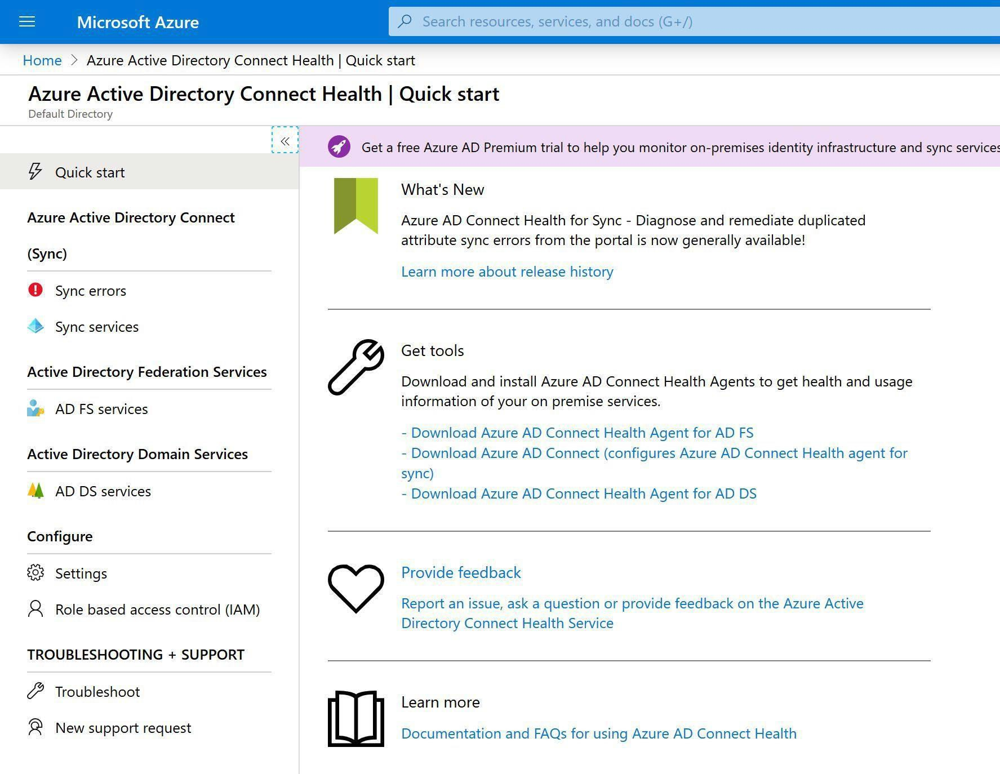 Microsoft Azure
Search resources, services, and docs (G+/)
Home > Azure Active Directory Connect Health | Quick start
Azure Active Directory Connect Health | Quick start
Default Directory
«
Quick start
Azure Active Directory Connect
(Sync)
Sync errors
Sync services
Active Directory Federation Services
AD FS services
Active Directory Domain Services
AD DS services
Configure
Settings
Role based access control (IAM)
TROUBLESHOOTING + SUPPORT
Troubleshoot
New support request
Get a free Azure AD Premium trial to help you monitor on-premises identity infrastructure and sync services
What's New
Azure AD Connect Health for Sync - Diagnose and remediate duplicated
attribute sync errors from the portal is now generally available!
Learn more about release history
Get tools
Download and install Azure AD Connect Health Agents to get health and usage
information of your on premise services.
- Download Azure AD Connect Health Agent for AD FS
- Download Azure AD Connect (configures Azure AD Connect Health agent for
sync)
- Download Azure AD Connect Health Agent for AD DS
Provide feedback
Report an issue, ask a question or provide feedback on the Azure Active
Directory Connect Health Service
Learn more
Documentation and FAQs for using Azure AD Connect Health